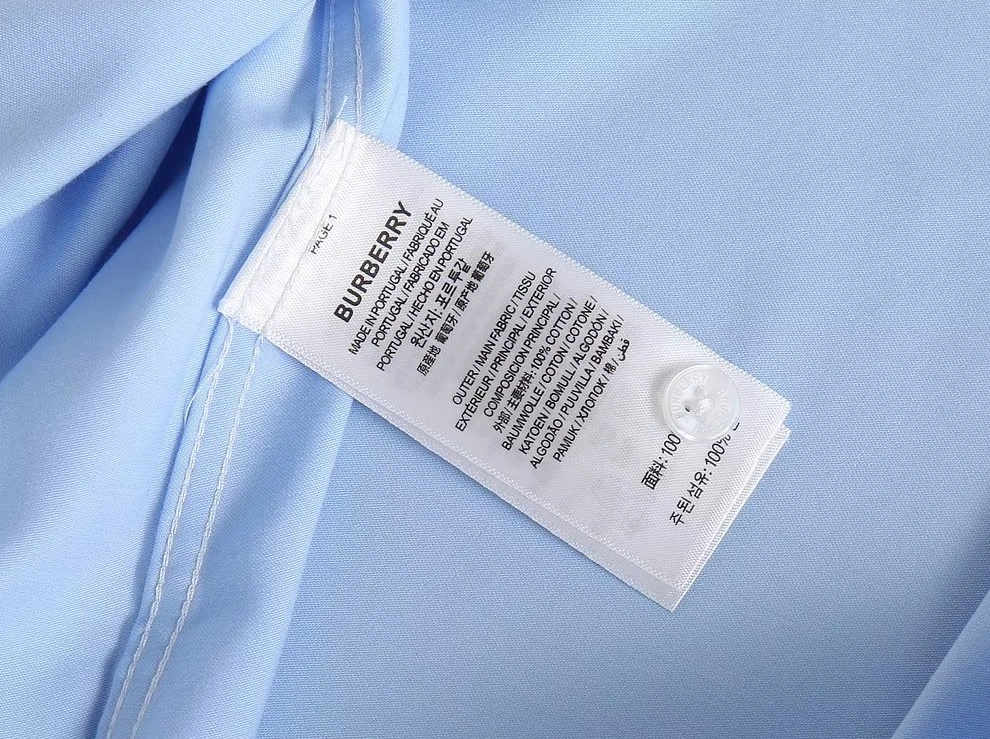 PAGE 1
BURBERRY
MADE IN PORTUGAL / FABRIQUÉ AU
PORTUGAL / FABRICADO EM
PORTUGAL / HECHO EN PORTUGAL
원산지: 포르투갈
原産地 葡萄牙 / 原产地 葡萄牙
OUTER / MAIN FABRIC / TISSU
EXTÉRIEUR / PRINCIPAL / EXTERIOR
COMPOSICION PRINCIPAL /
外部 / 主要材料: 100% COTTON /
BAUMWOLLE / COTON / COTONE /
KATOEN / BOMULL / ALGODÓN /
ALGODÃO / PUUVILLA / BAMBAKI /
PAMUK / ХЛОПОК / 棉 / قطن
面料: 100
주된 섬유: 100%